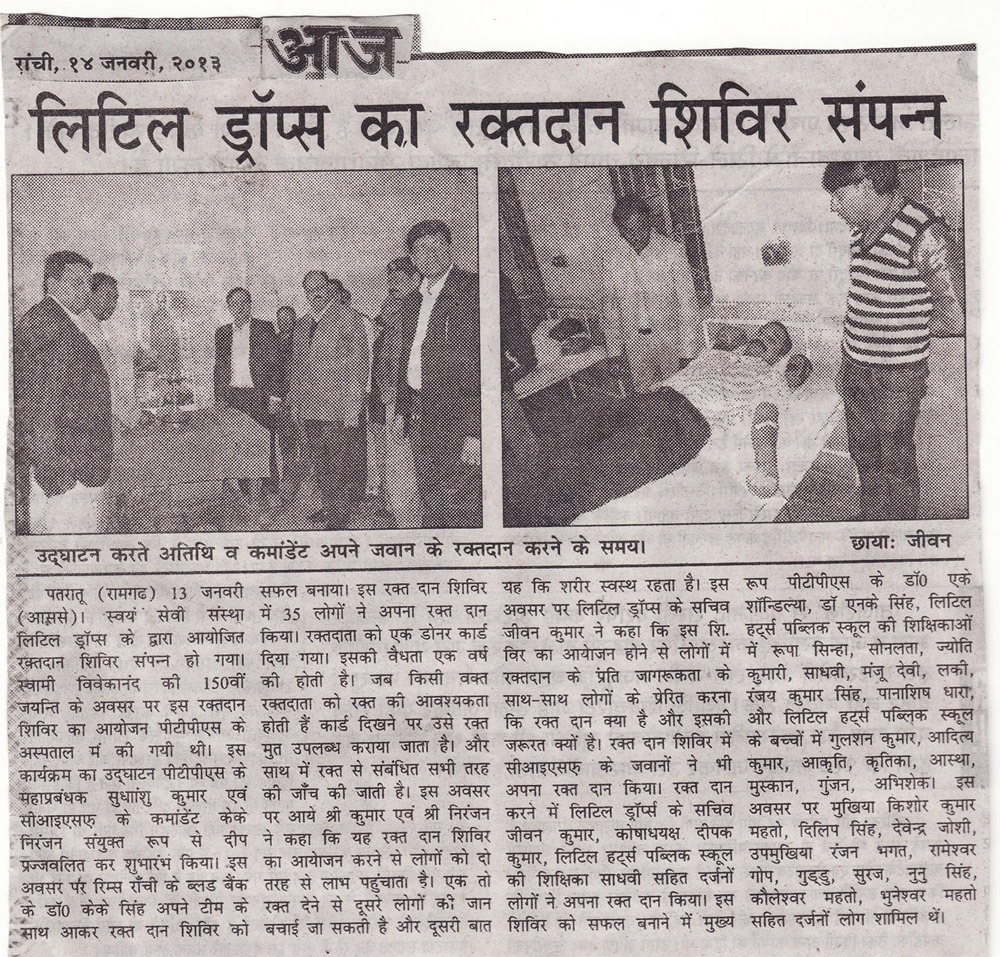 आज
रांची, १४ जनवरी, २०१३
लिटिल ड्रॉप्स का रक्तदान शिविर संपन्न
उद्घाटन करते अतिथि व कमांडेंट अपने जवान के रक्तदान करने के समय।
छाया: जीवन
पतरातू (रामगढ) 13 जनवरी
(आससे)। स्वयं सेवी संस्था
लिटिल ड्रॉप्स के द्वारा आयोजित
रक्तदान शिविर संपन्न हो गया।
स्वामी विवेकानंद की 150वीं
जयन्ति के अवसर पर इस रक्तदान
शिविर का आयोजन पीटीपीएस के
अस्पताल मं की गयी थी। इस
कार्यक्रम का उद्घाटन पीटीपीएस के
महाप्रबंधक सुधाांशु कुमार एवं
सीआइएसएफ के कमांडेंट केके
निरंजन संयुक्त रूप से दीप
प्रज्जवलित कर शुभारंभ किया। इस
अवसर पर रिम्स राँची के ब्लड बैंक
के डॉ0 केके सिंह अपने टीम के
साथ आकर रक्त दान शिविर को
सफल बनाया। इस रक्त दान शिविर
में 35 लोगों ने अपना रक्त दान
किया। रक्तदाता को एक डोनर कार्ड
दिया गया। इसकी वैधता एक वर्ष
की होती है। जब किसी वक्त
रक्तदाता को रक्त की आवश्यकता
होती हैं कार्ड दिखने पर उसे रक्त
मुत उपलब्ध कराया जाता है। और
साथ में रक्त से संबंधित सभी तरह
की जाँच की जाती है। इस अवसर
पर आये श्री कुमार एवं श्री निरंजन
ने कहा कि यह रक्त दान शिविर
का आयेाजन करने से लोगों को दो
तरह से लाभ पहुंचाता है। एक तो
रक्त देने से दूसरे लोगों की जान
बचाई जा सकती है और दूसरी बात
यह कि शरीर स्वस्थ रहता है। इस
अवसर पर लिटिल ड्रॉप्स के सचिव
जीवन कुमार ने कहा कि इस शि.
विर का आयेाजन होने से लोगों में
रक्तदान के प्रति जागरूकता के
साथ-साथ लोगों के प्रेरित करना
कि रक्त दान क्या है और इसकी
जरूरत क्यों है। रक्त दान शिविर में
सीआइएसएफ के जवानों ने भी
अपना रक्त दान किया। रक्त दान
करने में लिटिल ड्रॉर्प्स के सचिव
जीवन कुमार, कोषाधयक्ष दीपक
कुमार, लिटिल हर्ट्स पब्लिक स्कूल
की शिक्षिका साधवी सहित दर्जनों
लोगों ने अपना रक्त दान किया। इस
शिविर को सफल बनाने में मुख्य
रूप पीटीपीएस के डॉ0 एके
शॉन्डिल्या, डॉ एनके सिंह, लिटिल
हर्ट्स पब्लिक स्कूल की शिक्षिकाओं
में रूपा सिन्हा, सोनलता, ज्योति
कुमारी, साधवी, मंजू देवी, लकी,
रंजय कुमार सिंह, पानाशिष धारा,
और लिटिल हर्ट्स पब्लिक स्कूल
के बच्चों में गुलशन कुमार, आदित्य
कुमार, आकृति, कृतिका, आस्था,
मुस्कान, गुंजन, अभिशेक। इस
अवसर पर मुखिया किशोर कुमार
महतो, दिलिप सिंह, देवेन्द्र जोशी,
उपमुखिया रंजन भगत, रामेश्वर
गोप, गुड्डु, सुरज, नुनु सिंह,
कौलेश्वर महतो, भुनेश्वर महतो
सहित दर्जनों लोग शामिल थें।